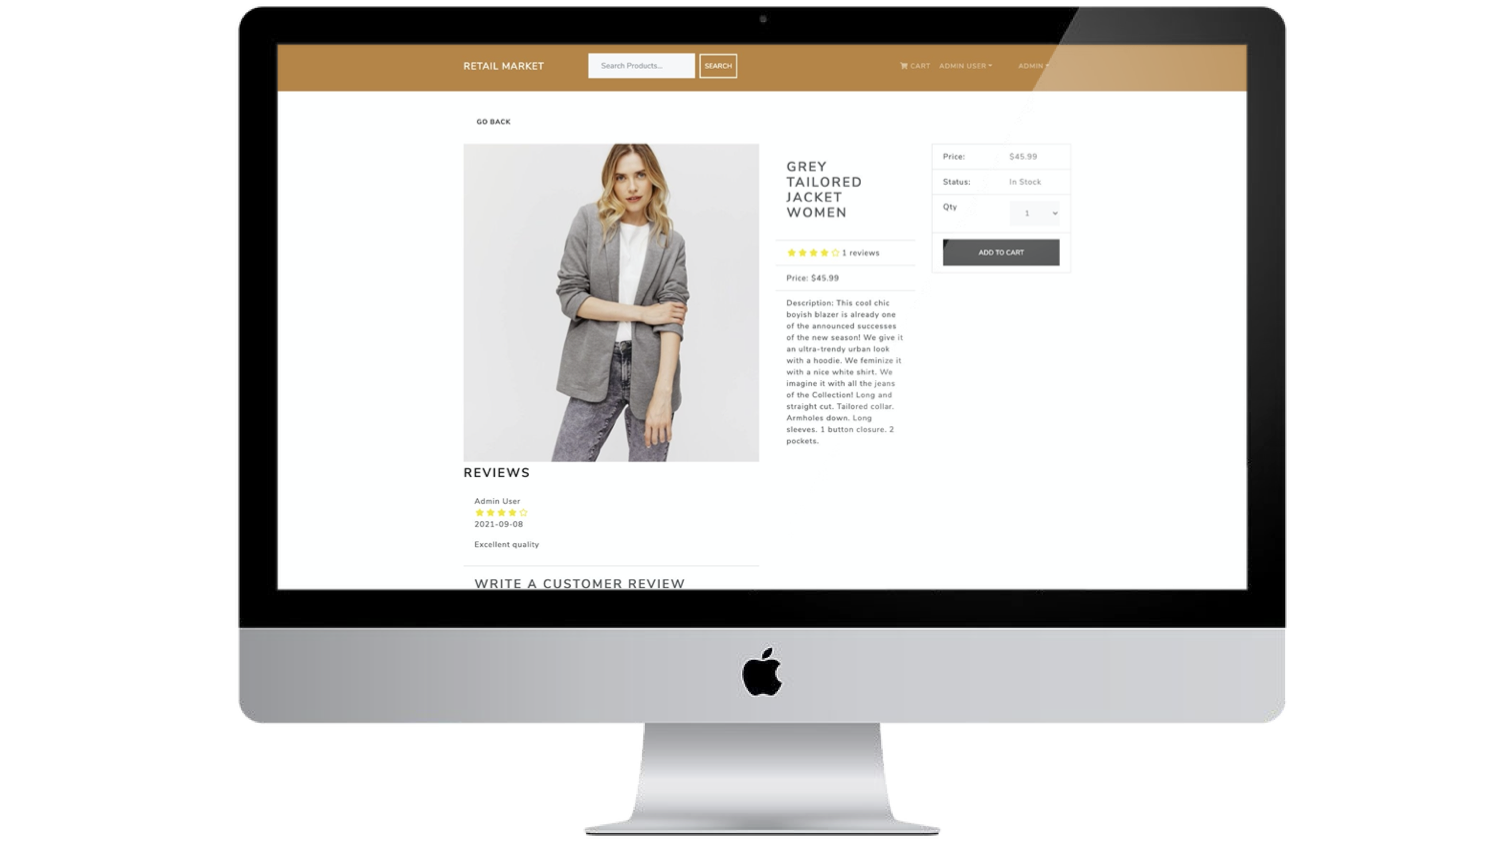 RETAIL MARKET
Search Products...
SEARCH
CART
ADMIN USER
ADMIN
GO BACK
GREY
TAILORED
JACKET
WOMEN
1 reviews
Price: $45.99
Description: This cool chic
boyish blazer is already one
of the announced successes
of the new season! We give it
an ultra-trendy urban look
with a hoodie. We feminize it
with a nice white shirt. We
imagine it with all the jeans
of the Collection! Long and
straight cut. Tailored collar.
Armholes down. Long
sleeves. 1 button closure. 2
pockets.
Price: $45.99
Status: In Stock
Qty 1
ADD TO CART
REVIEWS
Admin User
2021-09-08
Excellent quality
WRITE A CUSTOMER REVIEW